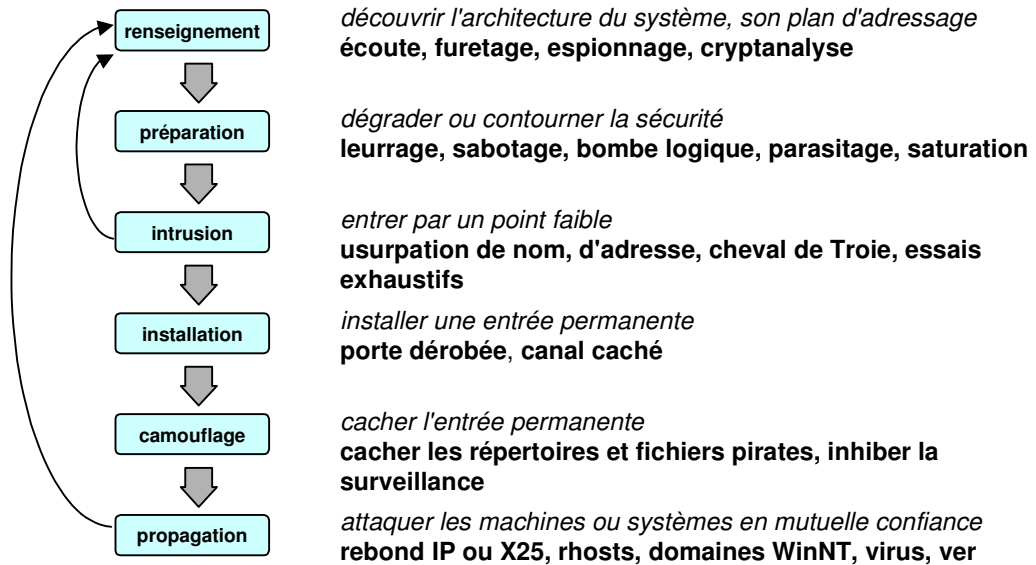 renseignement
découvrir l'architecture du système, son plan d'adressage
écoute, furetage, espionnage, cryptanalyse
préparation
dégrader ou contourner la sécurité
leurrage, sabotage, bombe logique, parasitage, saturation
intrusion
entrer par un point faible
usurpation de nom, d'adresse, cheval de Troie, essais
exhaustifs
installation
installer une entrée permanente
porte dérobée, canal caché
camouflage
cacher l'entrée permanente
cacher les répertoires et fichiers pirates, inhiber la
surveillance
propagation
attaquer les machines ou systèmes en mutuelle confiance
rebond IP ou X25, rhosts, domaines WinNT, virus, ver